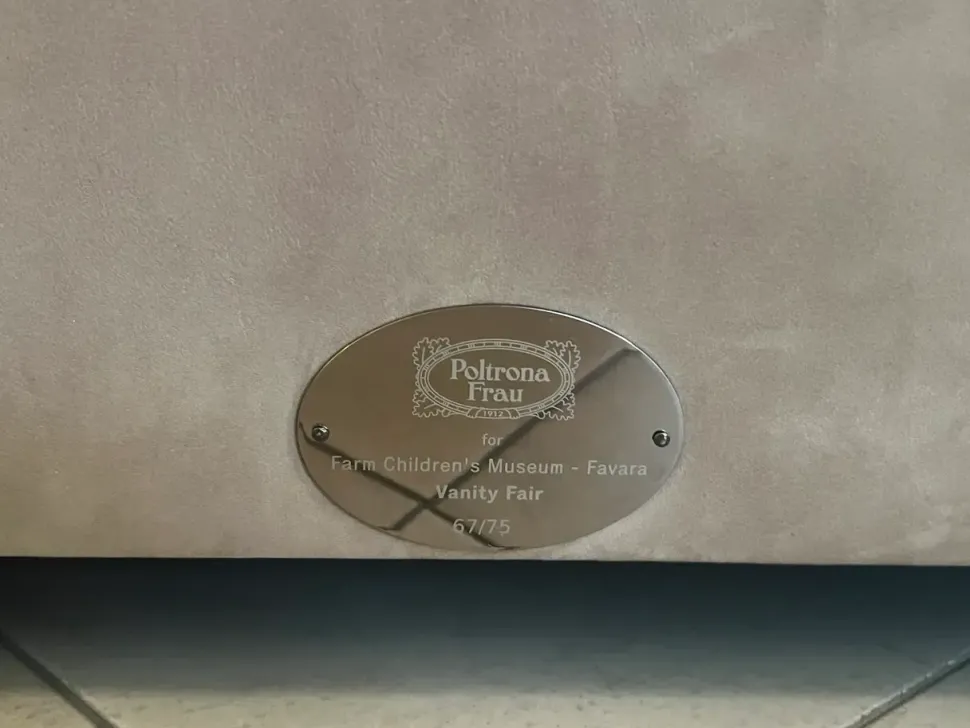 Poltrona
Frau
1912
for
Farm Children's Museum - Favara
Vanity Fair
67/75